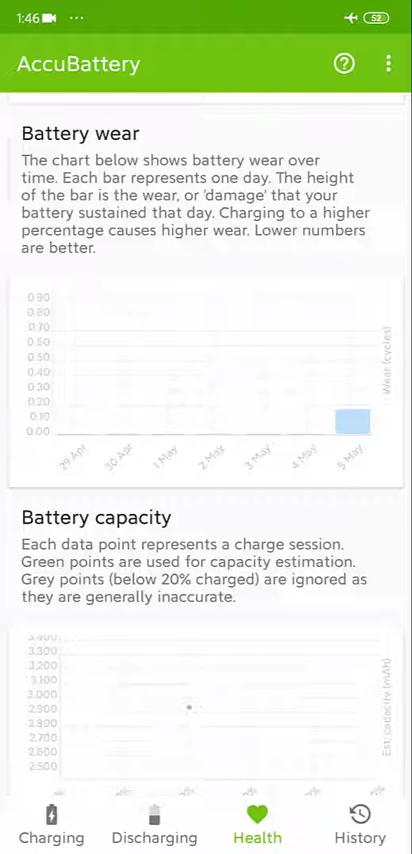 1:46 ... 52
AccuBattery
Battery wear
The chart below shows battery wear over
time. Each bar represents one day. The height
of the bar is the wear, or 'damage' that your
battery sustained that day. Charging to a higher
percentage causes higher wear. Lower numbers
are better.
0.90
0.80
0.70
0.60
0.50
0.40
0.30
0.20
0.10
0.00
Wear (cycles)
29 Apr
30 Apr
1 May
2 May
3 May
4 May
5 May
Battery capacity
Each data point represents a charge session.
Green points are used for capacity estimation.
Grey points (below 20% charged) are ignored as
they are generally inaccurate.
3.400
3.300
3.200
3.100
3.000
2.900
2.800
2.700
2.600
2.500
Est. capacity (mAh)
Charging Discharging Health History